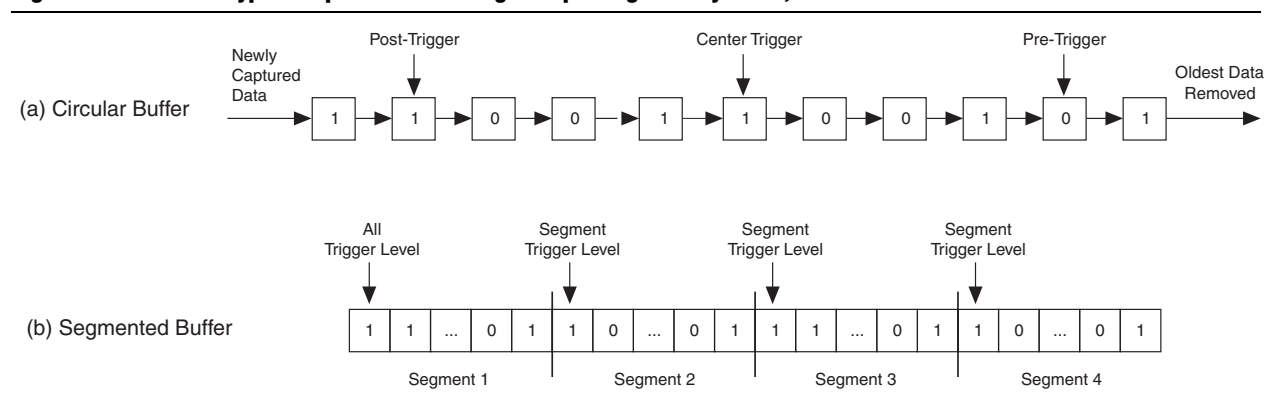 Post-Trigger
Center Trigger
Pre-Trigger
Newly
Captured
Data
Oldest Data
Removed
(a) Circular Buffer
1 1 0 0 1 1 0 0 1 0 1
All
Trigger Level
Segment
Trigger Level
Segment
Trigger Level
Segment
Trigger Level
(b) Segmented Buffer
1 1 ... 0 1 1 0 ... 0 1 1 1 ... 0 1 1 0 ... 0 1
Segment 1 Segment 2 Segment 3 Segment 4